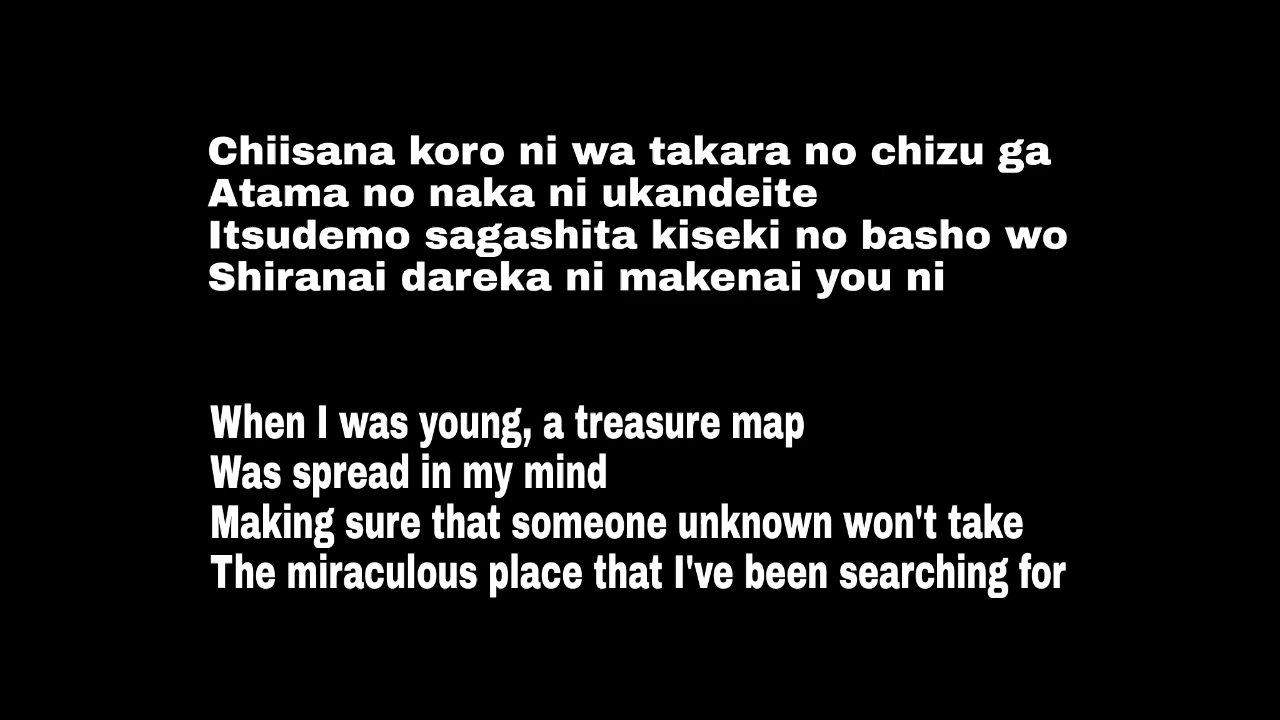 Chiisana koro ni wa takara no chizu ga
Atama no naka ni ukandeite
Itsudemo sagashita kiseki no basho wo
Shiranai dareka ni makenai you ni
When I was young, a treasure map
Was spread in my mind
Making sure that someone unknown won't take
The miraculous place that I've been searching for